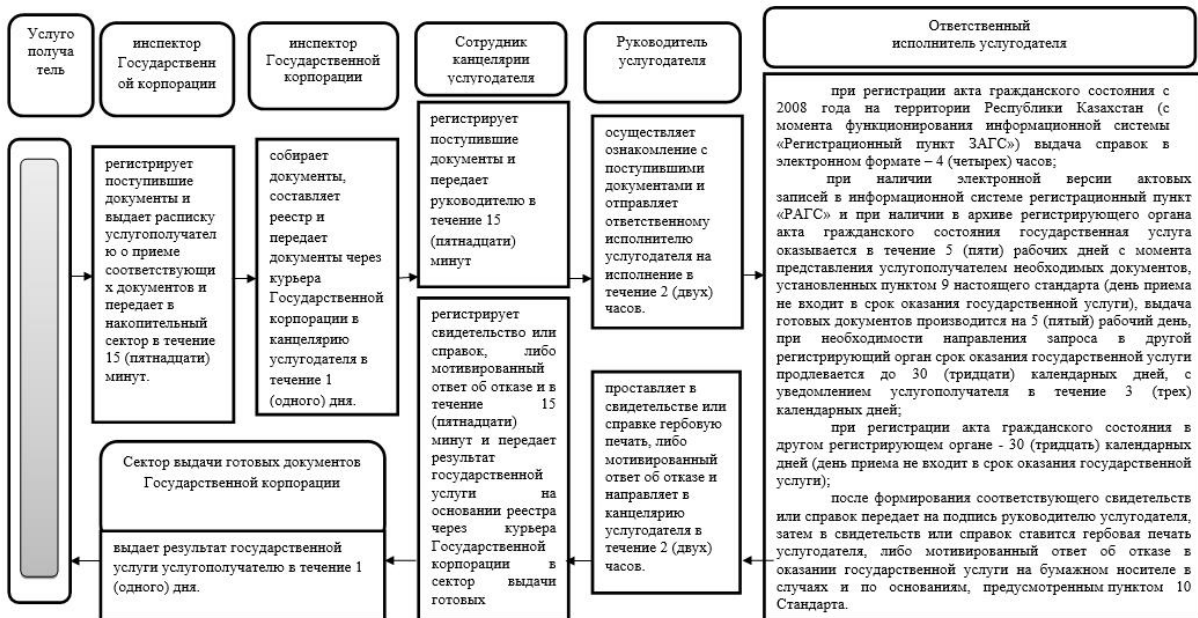 Услуго
получа
тель
инспектор
Государственн
ой корпорации
инспектор
Государственной
корпорации
Сотрудник
канцелярии
услугодателя
Руководитель
услугодателя
Ответственный
исполнитель услугодателя
регистрирует
поступившие
документы и
выдает расписку
услугополучател
ю о приеме
соответствующи
х документов и
передает в
накопительный
сектор в течение
15 (пятнадцати)
минут.
собирает
документы,
составляет
реестр и
передает
документы через
курьера
Государственной
корпорации в
канцелярию
услугодателя в
течение 1
(одного) дня.
регистрирует
поступившие
документы и
передает
руководителю в
течение 15
(пятнадцати)
минут
осуществляет
ознакомление с
поступившими
документами и
отправляет
ответственному
исполнителю
услугодателя на
исполнение в
течение 2 (двух)
часов.
при регистрации акта гражданского состояния с
2008 года на территории Республики Казахстан (с
момента функционирования информационной системы
«Регистрационный пункт ЗАГС») выдача справок в
электронном формате – 4 (четырех) часов;
при наличии электронной версии актовых
записей в информационной системе регистрационный пункт
«РАГС» и при наличии в архиве регистрирующего органа
акта гражданского состояния государственная услуга
оказывается в течение 5 (пяти) рабочих дней с момента
представления услугополучателем необходимых документов,
установленных пунктом 9 настоящего стандарта (день приема
не входит в срок оказания государственной услуги), выдача
готовых документов производится на 5 (пятый) рабочий день,
при необходимости направления запроса в другой
регистрирующий орган срок оказания государственной услуги
продлевается до 30 (тридцати) календарных дней, с
уведомлением услугополучателя в течение 3 (трех)
календарных дней;
при регистрации акта гражданского состояния в
другом регистрирующем органе - 30 (тридцать) календарных
дней (день приема не входит в срок оказания государственной
услуги);
после формирования соответствующего свидетельств
или справок передает на подпись руководителю услугодателя,
затем в свидетельств или справок ставится гербовая печать
услугодателя, либо мотивированный ответ об отказе в
оказании государственной услуги на бумажном носителе в
случаях и по основаниям, предусмотренным пунктом 10
Стандарта.
проставляет в
свидетельстве или
справке гербовую
печать, либо
мотивированный
ответ об отказе и
направляет в
канцелярию
услугодателя в
течение 2 (двух)
часов.
регистрирует
свидетельство или
справок, либо
мотивированный
ответ об отказе и в
течение 15
(пятнадцати)
минут и передает
результат
государственной
услуги на
основании реестра
через курьера
Государственной
корпорации в
сектор выдачи
готовых
Сектор выдачи готовых документов
Государственной корпорации
выдает результат государственной
услуги услугополучателю в течение 1
(одного) дня.